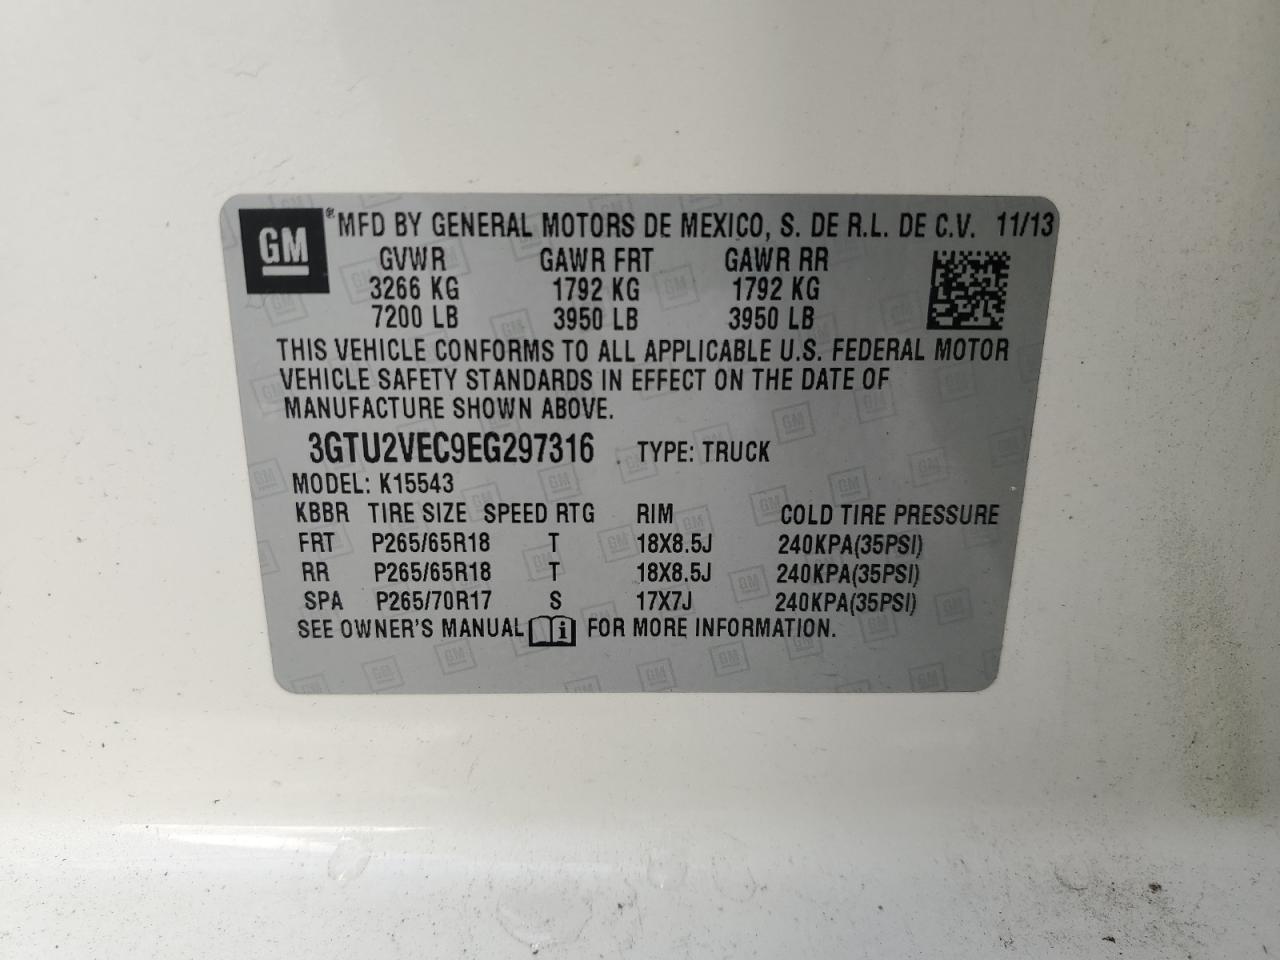 GM ® MFD BY GENERAL MOTORS DE MEXICO, S. DE R.L. DE C.V. 11/13
GVWR GAWR FRT GAWR RR
3266 KG 1792 KG 1792 KG
7200 LB 3950 LB 3950 LB
THIS VEHICLE CONFORMS TO ALL APPLICABLE U.S. FEDERAL MOTOR
VEHICLE SAFETY STANDARDS IN EFFECT ON THE DATE OF
MANUFACTURE SHOWN ABOVE.
3GTU2VEC9EG297316 TYPE: TRUCK
MODEL: K15543
KBBR TIRE SIZE SPEED RTG RIM COLD TIRE PRESSURE
FRT P265/65R18 T 18X8.5J 240KPA(35PSI)
RR P265/65R18 T 18X8.5J 240KPA(35PSI)
SPA P265/70R17 S 17X7J 240KPA(35PSI)
SEE OWNER'S MANUAL i FOR MORE INFORMATION.